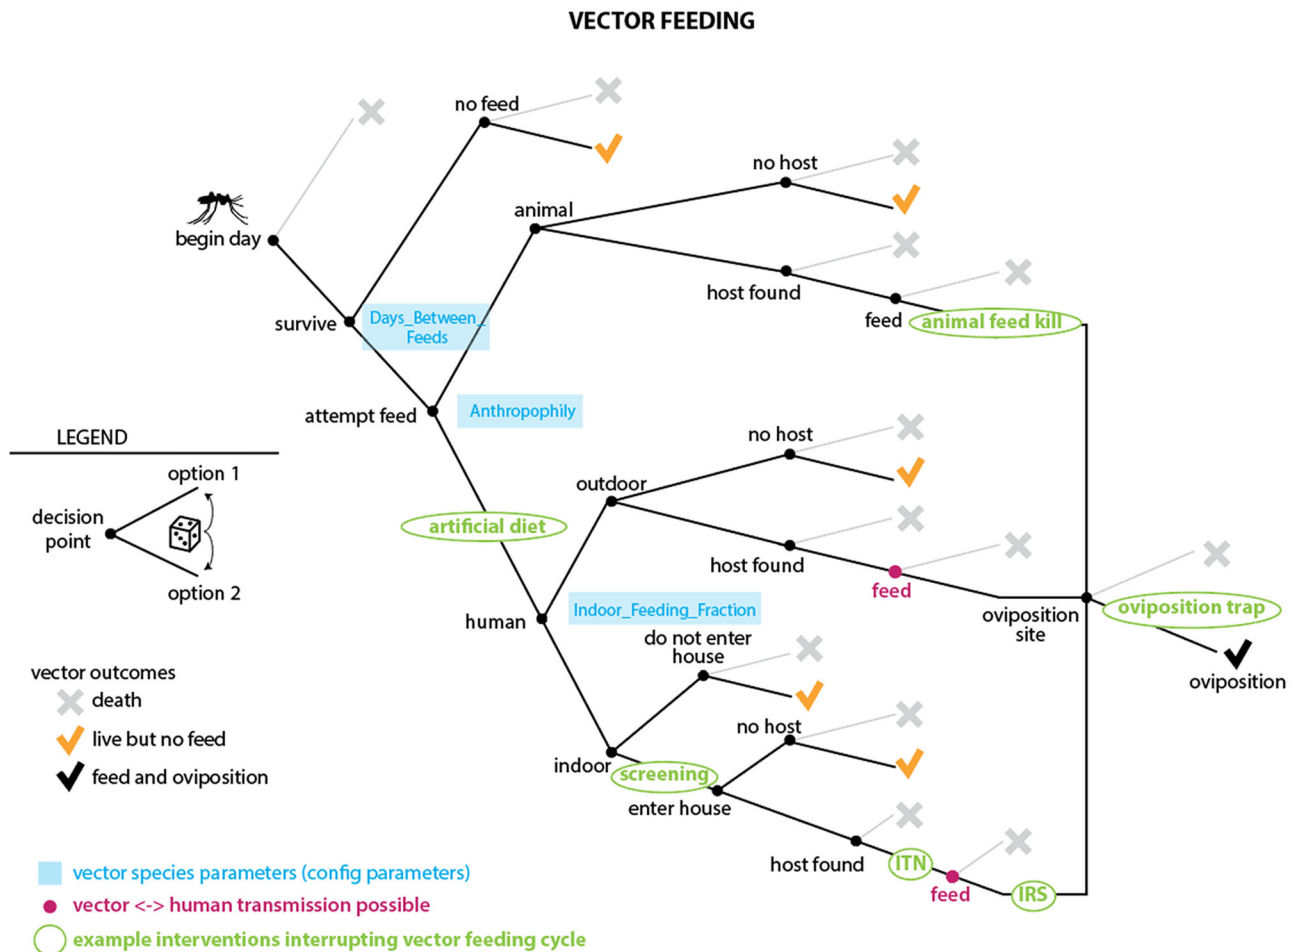 VECTOR FEEDING
no feed
no host
animal
begin day
host found
survive
Days_Between_
Feeds
feed
animal feed kill
attempt feed
Anthropophily
no host
LEGEND
option 1
outdoor
decision
point
artificial diet
host found
option 2
feed
Indoor_Feeding_Fraction
oviposition trap
human
oviposition
site
do not enter
house
vector outcomes
death
oviposition
no host
live but no feed
indoor
screening
feed and oviposition
enter house
host found
ITN
vector species parameters (config parameters)
feed
IRS
vector <-> human transmission possible
example interventions interrupting vector feeding cycle